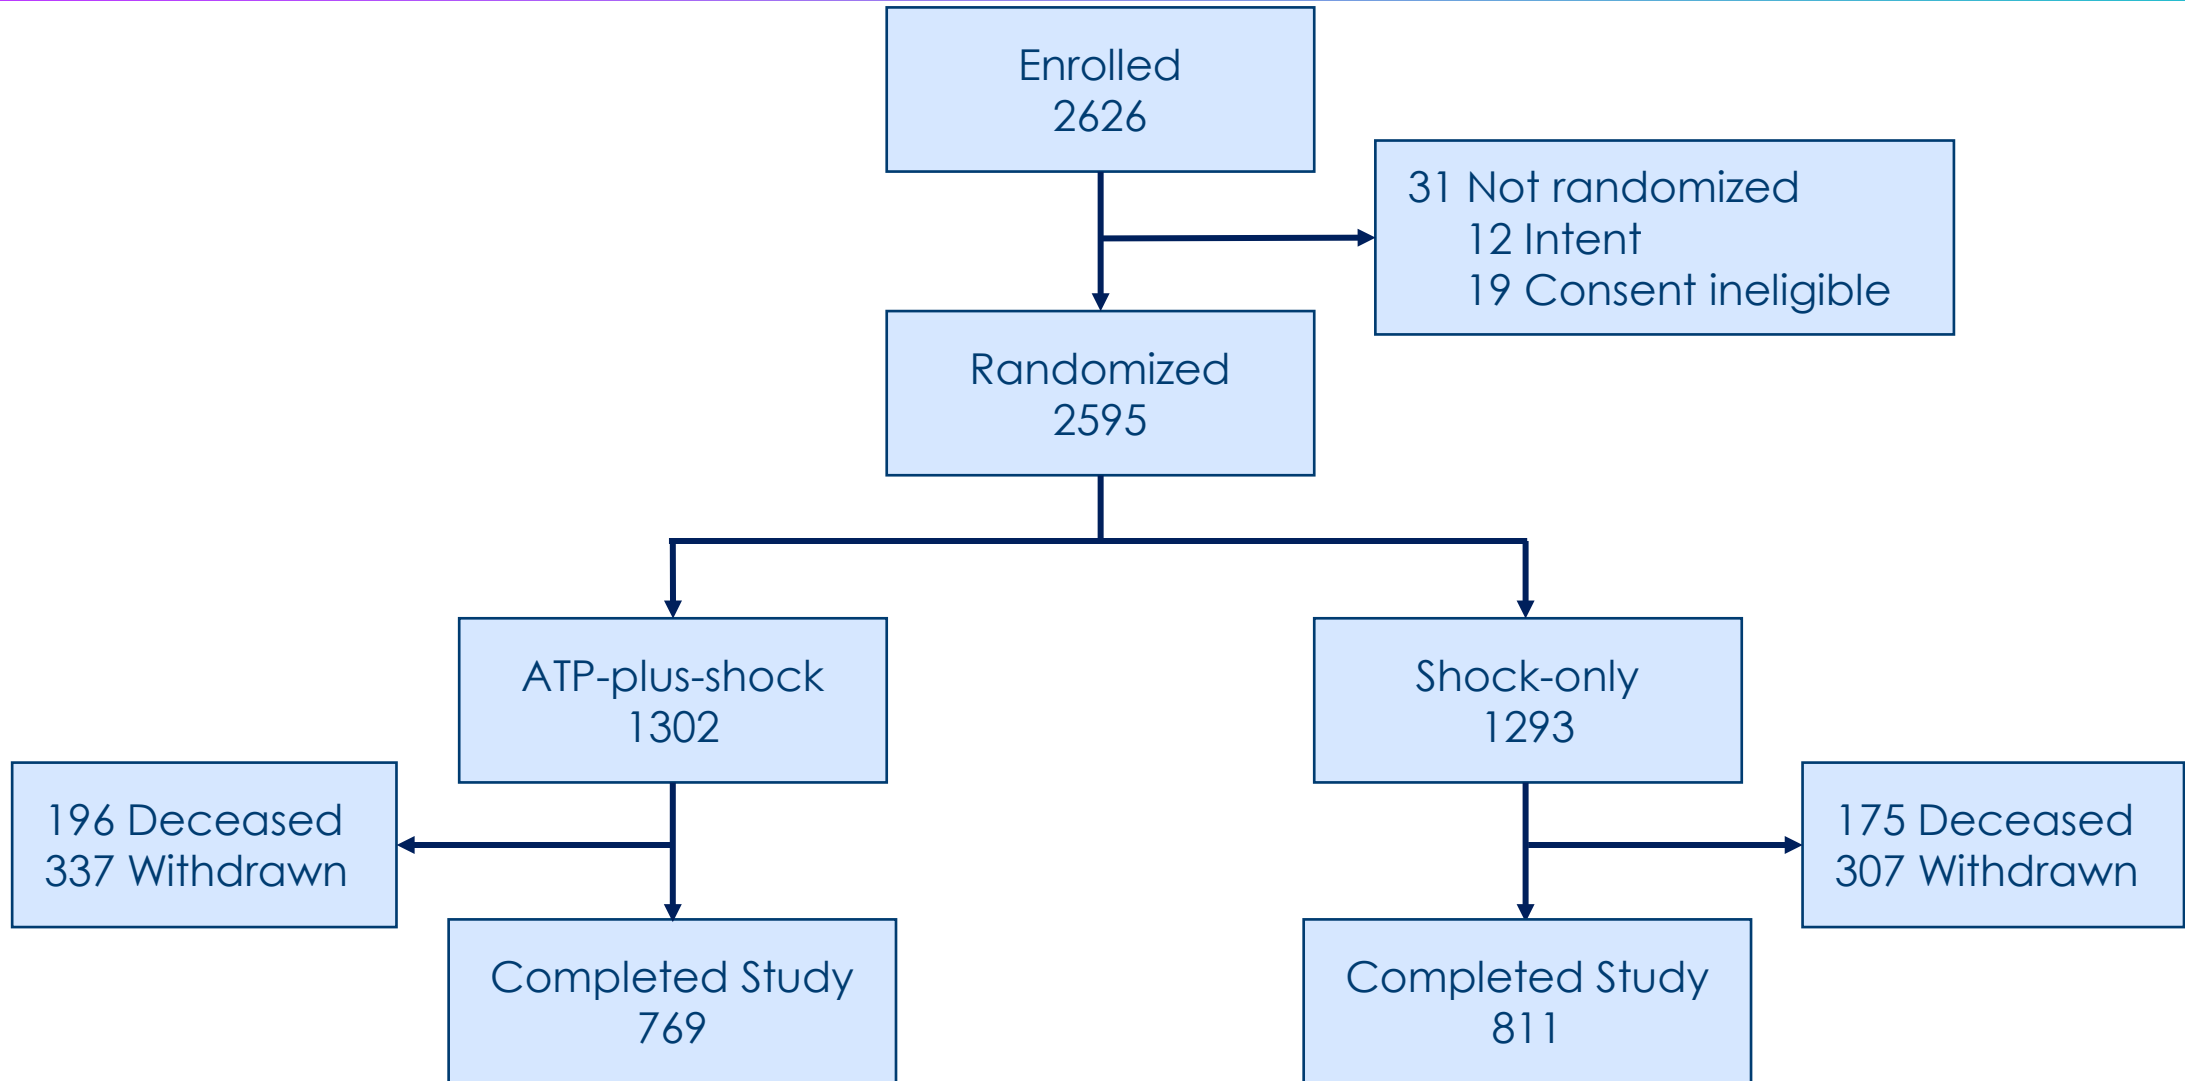 Enrolled
2626
31 Not randomized
12 Intent
19 Consent ineligible
Randomized
2595
ATP-plus-shock
1302
Shock-only
1293
196 Deceased
337 Withdrawn
175 Deceased
307 Withdrawn
Completed Study
769
Completed Study
811